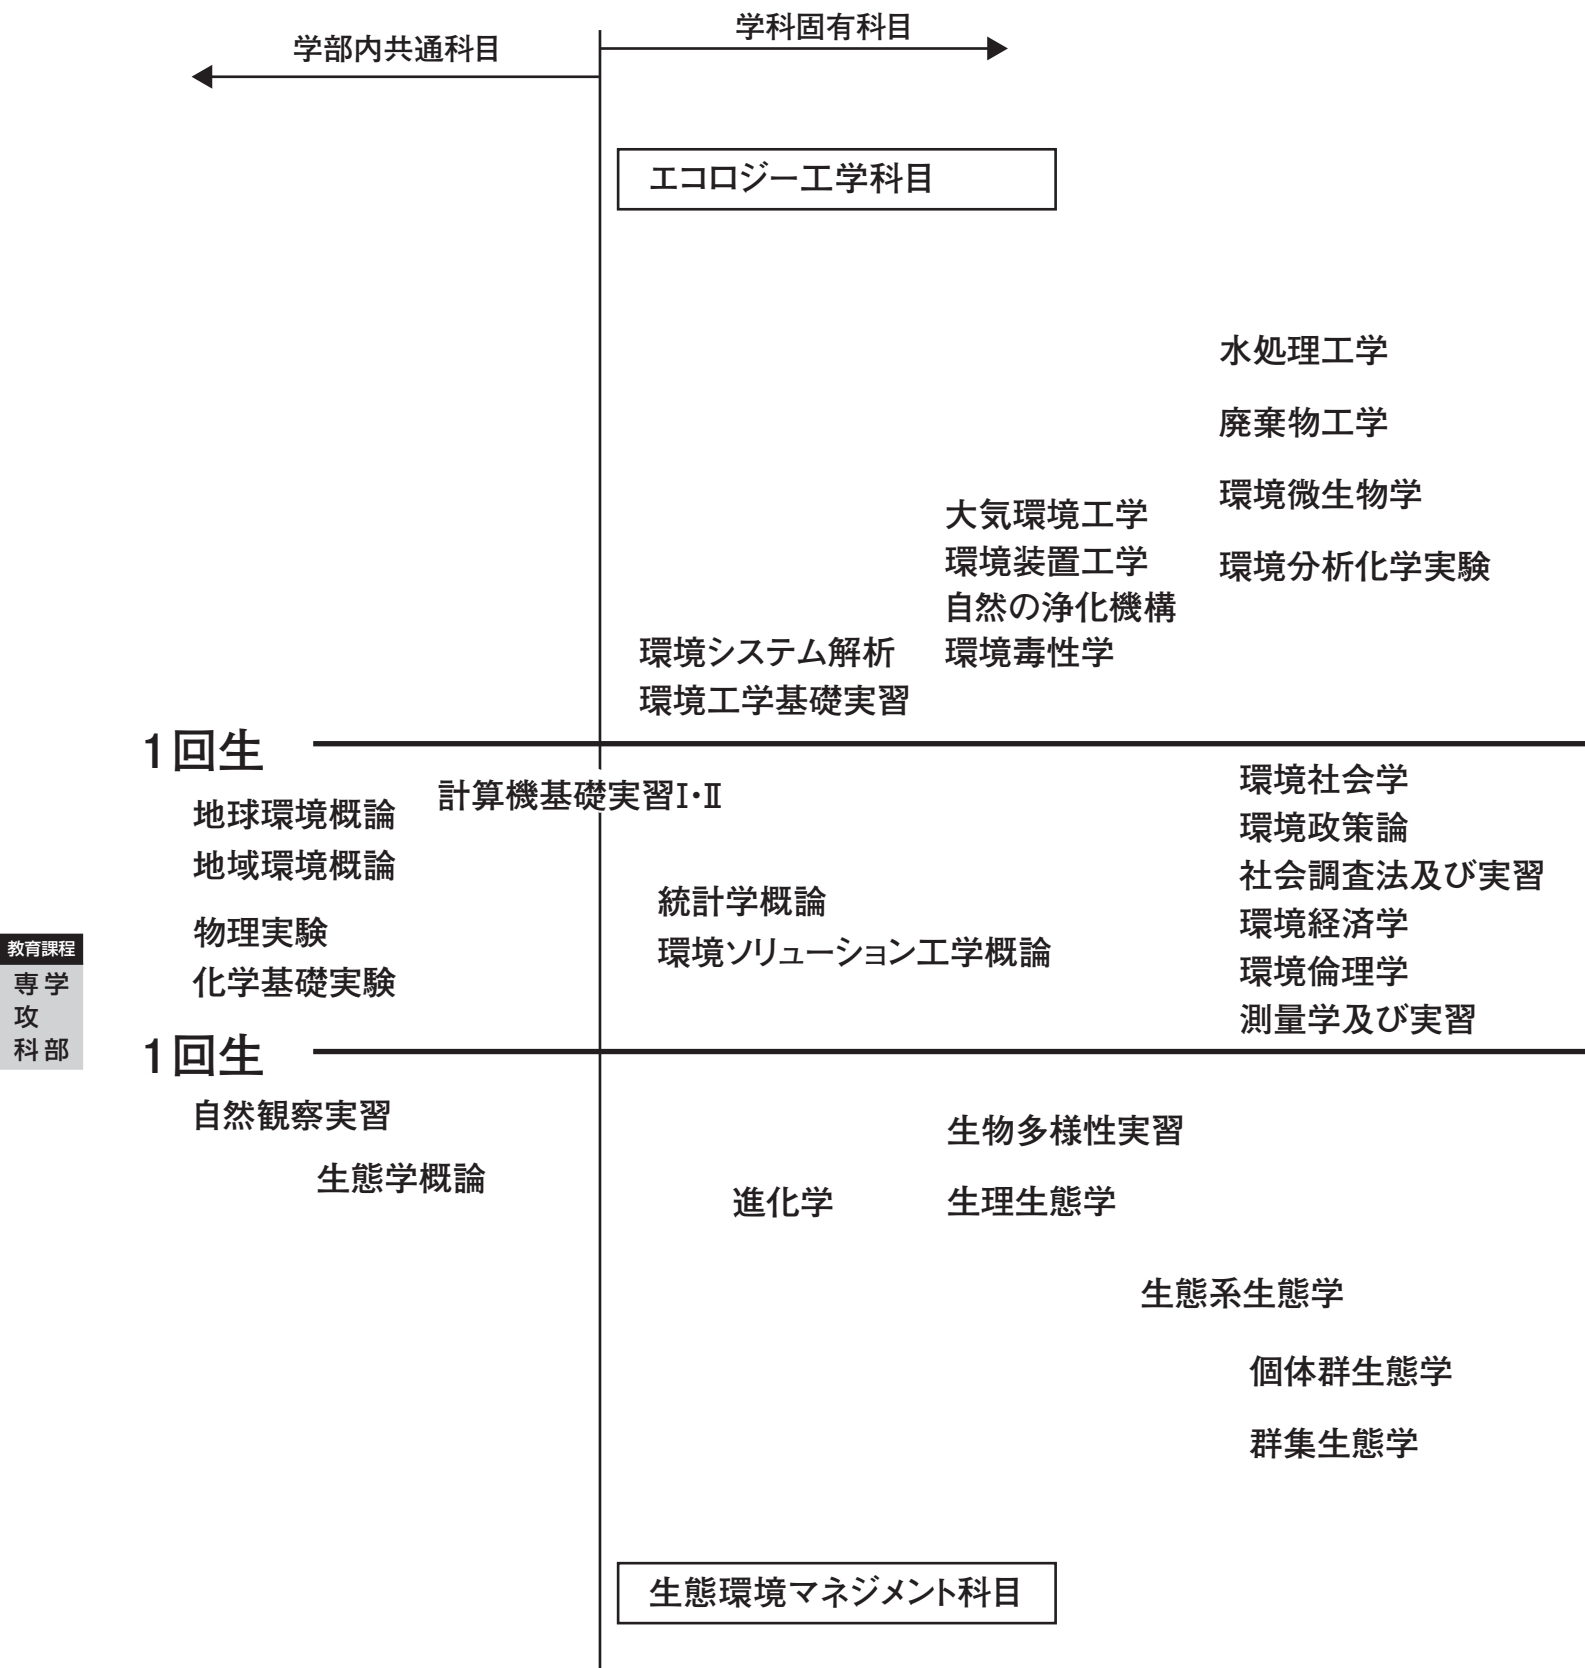 学部内共通科目
学科固有科目
エコロジー工学科目
水処理工学
廃棄物工学
環境微生物学
環境分析化学実験
大気環境工学
環境装置工学
自然の浄化機構
環境毒性学
環境システム解析
環境工学基礎実習
1回生
計算機基礎実習Ⅰ・Ⅱ
地球環境概論
地域環境概論
物理実験
化学基礎実験
統計学概論
環境ソリューション工学概論
環境社会学
環境政策論
社会調査法及び実習
環境経済学
環境倫理学
測量学及び実習
教育課程
専学
攻
科部
1回生
自然観察実習
生態学概論
進化学
生物多様性実習
生理生態学
生態系生態学
個体群生態学
群集生態学
生態環境マネジメント科目